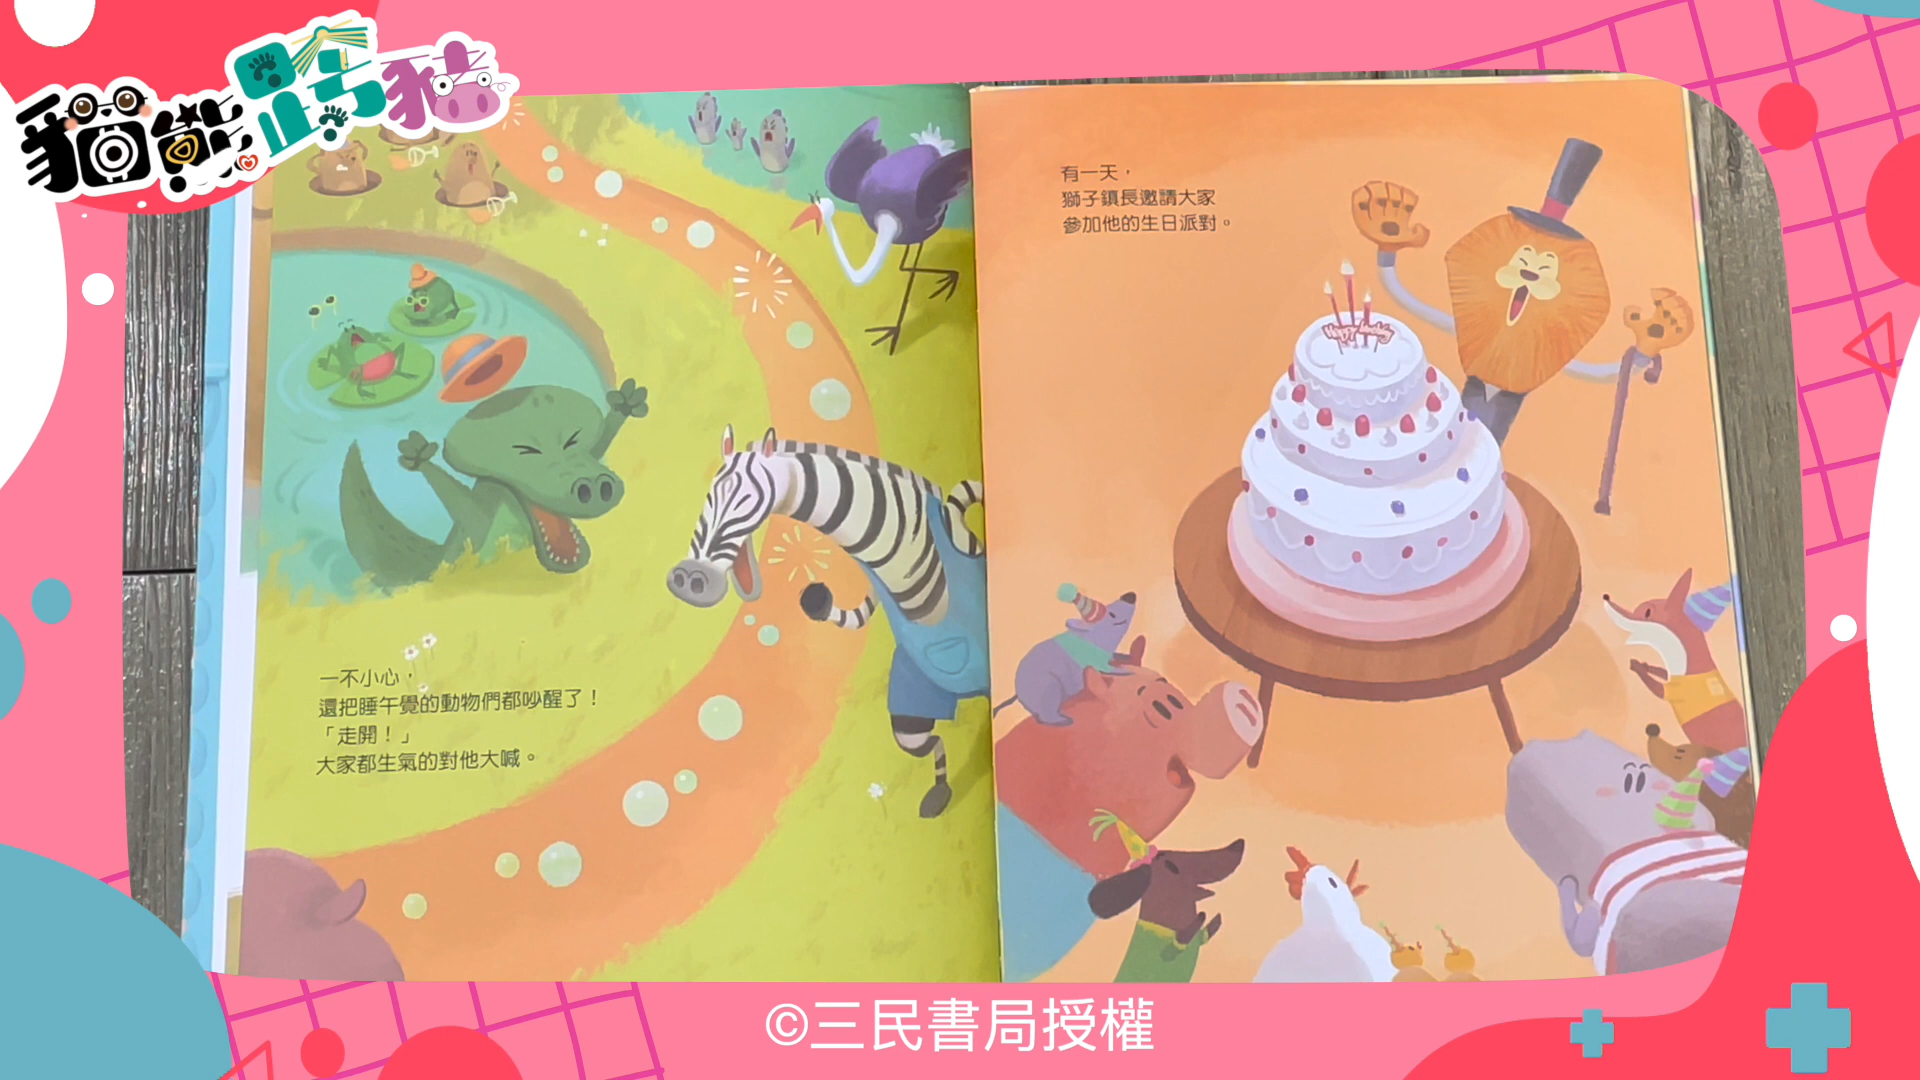 貓熊跨豬
一不小心，
還把睡午覺的動物們都吵醒了！
「走開！」
大家都生氣的對他大喊。
有一天，
獅子鎮長邀請大家
參加他的生日派對。
Happy birthday
©三民書局授權